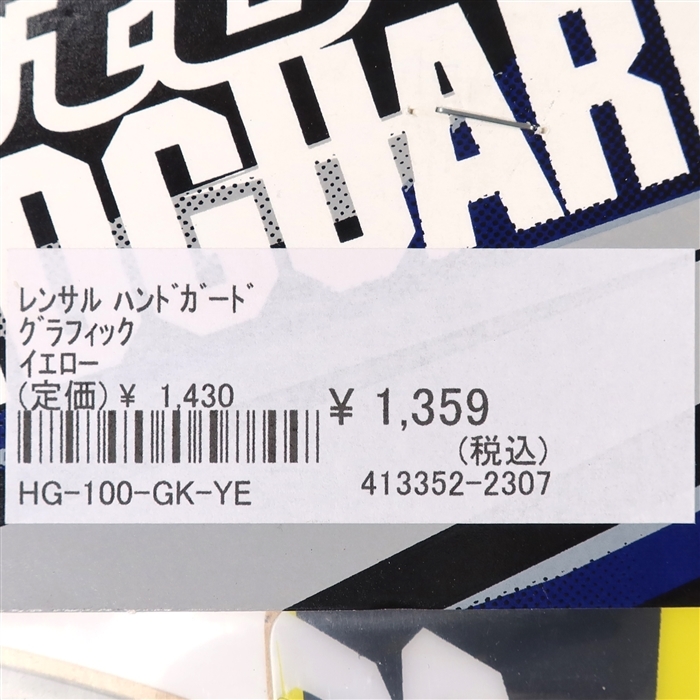 レンサル ハンドガード
グラフィック
イエロー
(定価)¥ 1,430
¥ 1,359
(税込)
HG-100-GK-YE
413352-2307